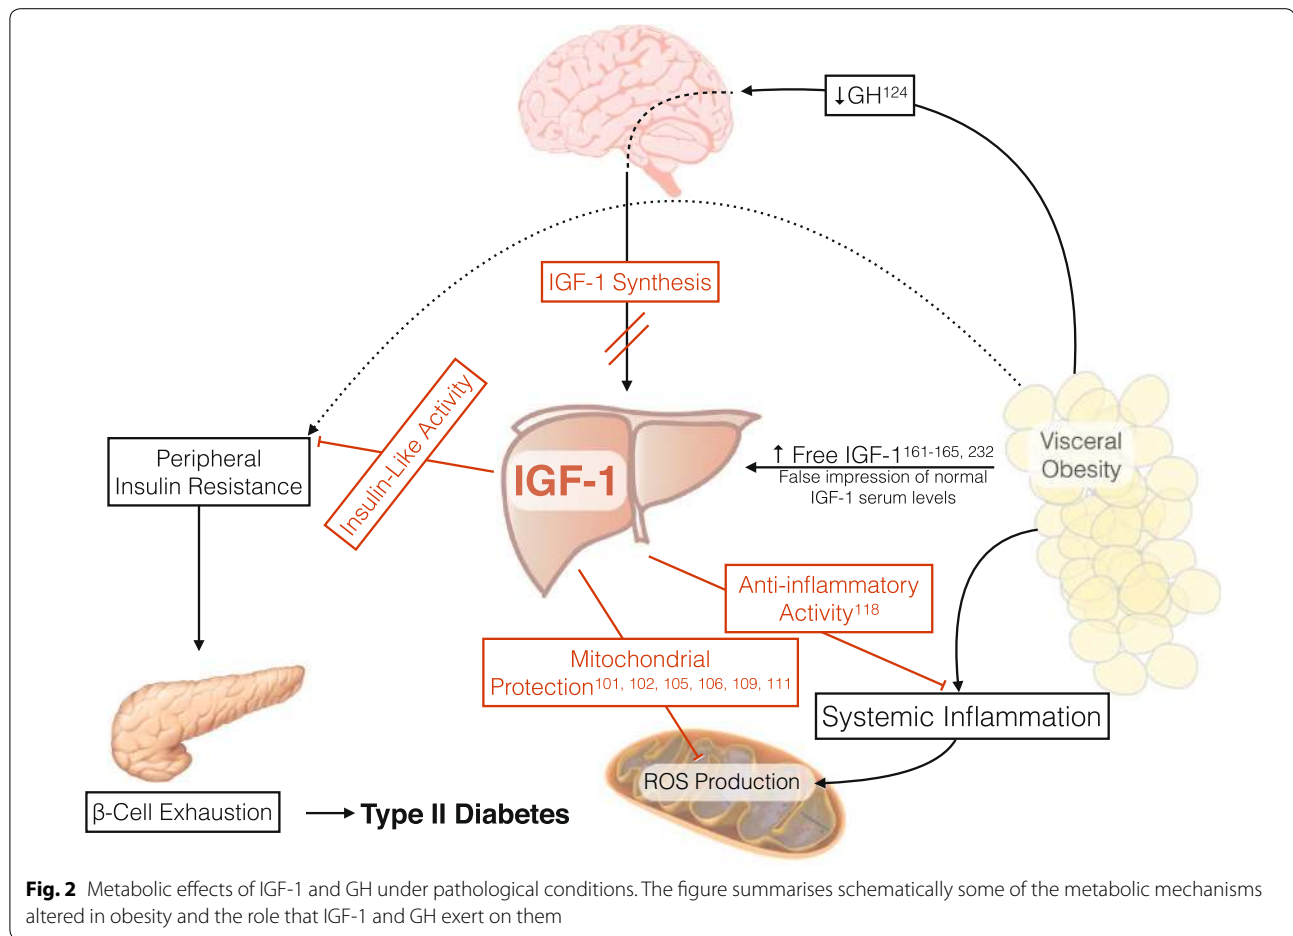 ↓GH124
IGF-1 Synthesis
Insulin-Like Activity
Peripheral
Insulin Resistance
IGF-1
↑ Free IGF-1161-165, 232
False impression of normal
IGF-1 serum levels
Visceral
Obesity
Anti-inflammatory
Activity118
Mitochondrial
Protection101, 102, 105, 106, 109, 111
Systemic Inflammation
ROS Production
β-Cell Exhaustion
Type II Diabetes
Fig. 2 Metabolic effects of IGF-1 and GH under pathological conditions. The figure summarises schematically some of the metabolic mechanisms
altered in obesity and the role that IGF-1 and GH exert on them